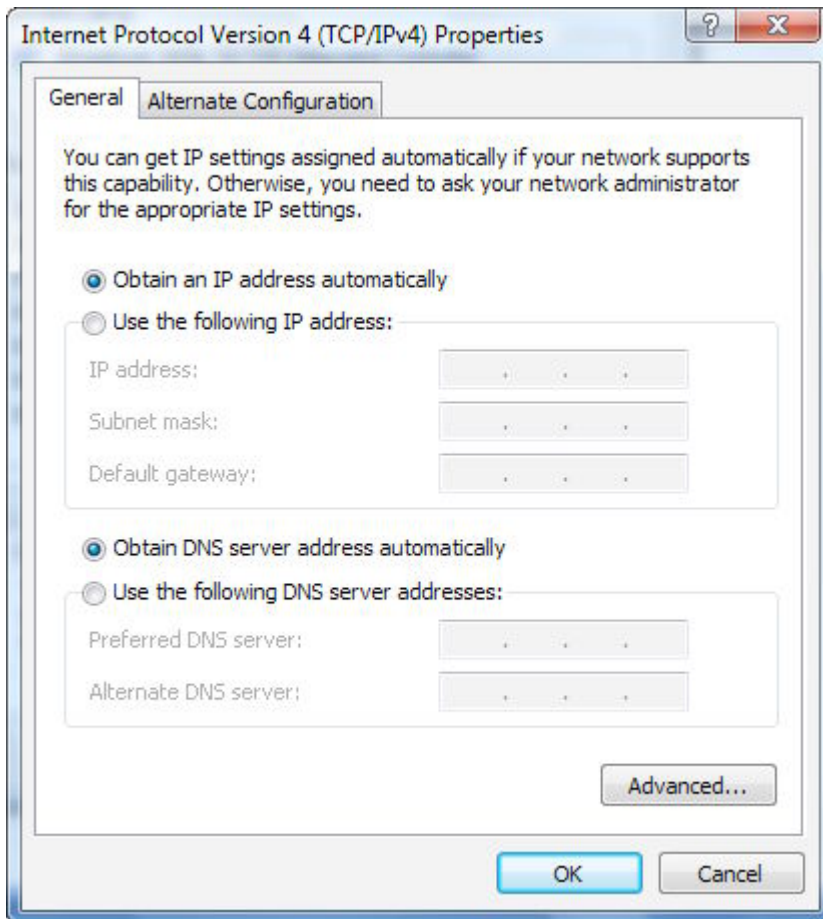 Internet Protocol Version 4 (TCP/IPv4) Properties
General
Alternate Configuration
You can get IP settings assigned automatically if your network supports
this capability. Otherwise, you need to ask your network administrator
for the appropriate IP settings.
Obtain an IP address automatically
Use the following IP address:
IP address:
Subnet mask:
Default gateway:
Obtain DNS server address automatically
Use the following DNS server addresses:
Preferred DNS server:
Alternate DNS server:
Advanced...
OK
Cancel